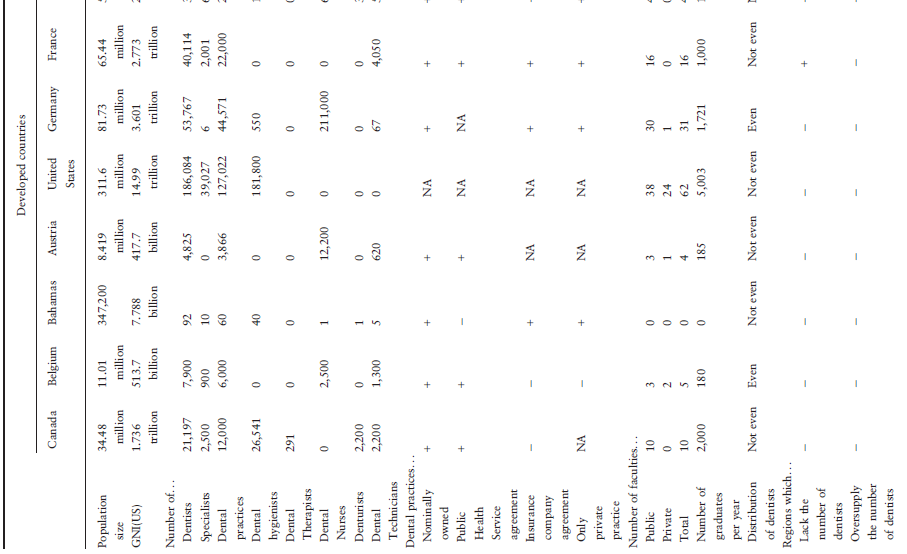 Developed countries
Canada Belgium Bahamas Austria United Germany France
States
Population 34.48 11.01 347,200 8.419 311.6 81.73 65.44
size million million million million million million
GNI(US) 1.736 513.7 7.788 417.7 14.99 3.601 2.773
trillion billion billion billion trillion trillion trillion
Number of…
Dentists 21,197 7,900 92 4,825 186,084 53,767 40,114
Specialists 2,500 900 10 0 39,027 6 2,001
Dental 12,000 6,000 60 3,866 127,022 44,571 22,000
practices
Dental 26,541 0 40 0 181,800 550 0
hygienists
Dental 291 0 0 0 0 0 0
Therapists
Dental 0 2,500 1 12,200 0 211,000 0
Nurses
Denturists 2,200 0 1 0 0 0 0
Dental 2,200 1,300 5 620 0 67 4,050
Technicians
Dental practices…
Nominally + + + + NA + +
owned
Public + + − + NA NA +
Health
Service
agreement
Insurance − − + NA NA + +
company
agreement
Only NA − + NA NA + +
private
practice
Number of faculties…
Public 10 3 0 3 38 30 16
Private 0 2 0 1 24 1 0
Total 10 5 0 4 62 31 16
Number of 2,000 180 0 185 5,003 1,721 1,000
graduates
per year
Distribution Not even Even Not even Not even Not even Even Not even
of dentists
Regions which…
Lack the − − − − − − +
number of
dentists
Oversupply − − − − − − −
the number
of dentists